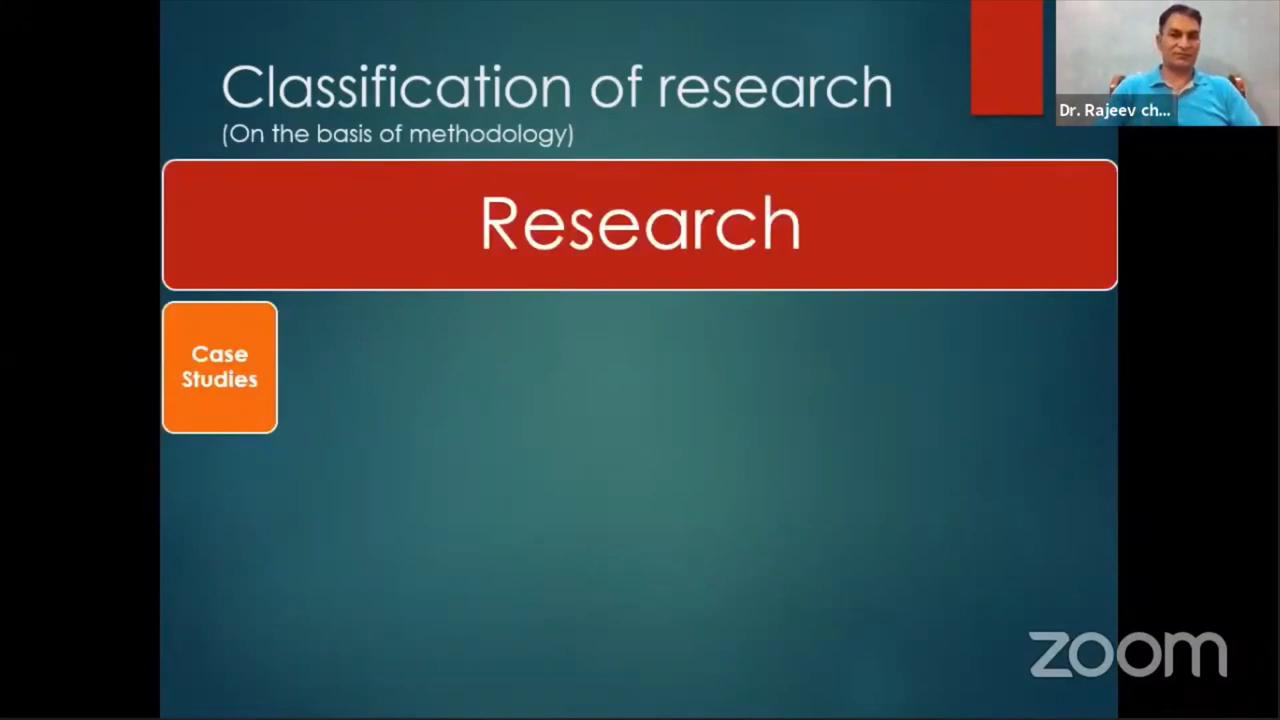 Classification of research
(On the basis of methodology)
Dr. Rajeev ch...
Research
Case
Studies
zoom